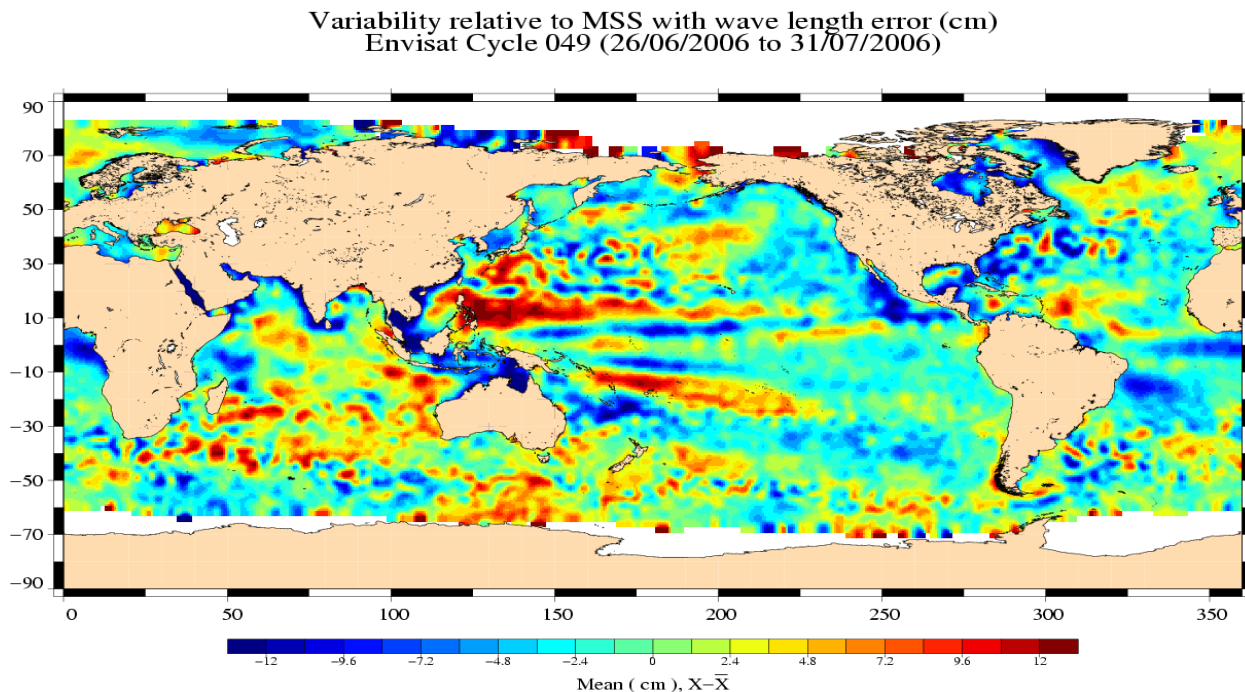 Variability relative to MSS with wave length error (cm)
Envisat Cycle 049 (26/06/2006 to 31/07/2006)
90
70
50
30
10
−10
−30
−50
−70
−90
0 50 100 150 200 250 300 350
−12 −9.6 −7.2 −4.8 −2.4 0 2.4 4.8 7.2 9.6 12
Mean ( cm ), X−X̅